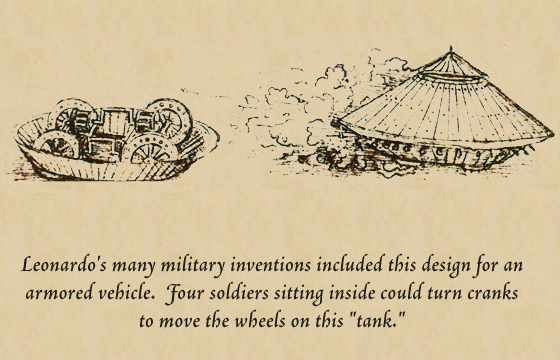 Leonardo's many military inventions included this design for an
armored vehicle. Four soldiers sitting inside could turn cranks
to move the wheels on this "tank."